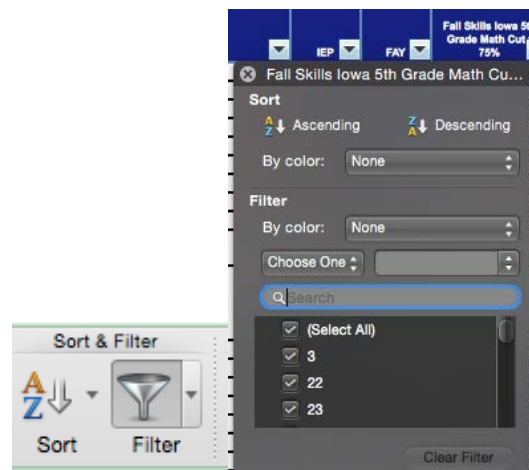 Sort & Filter
Sort
Filter
IEP
FAY
Fall Skills Iowa 5t
Grade Math Cut
75%
Fall Skills Iowa 5th Grade Math Cu...
Sort
A Z Ascending
Z A Descending
By color: None
Filter
By color: None
Choose One
Search
(Select All)
3
22
23
Clear Filter